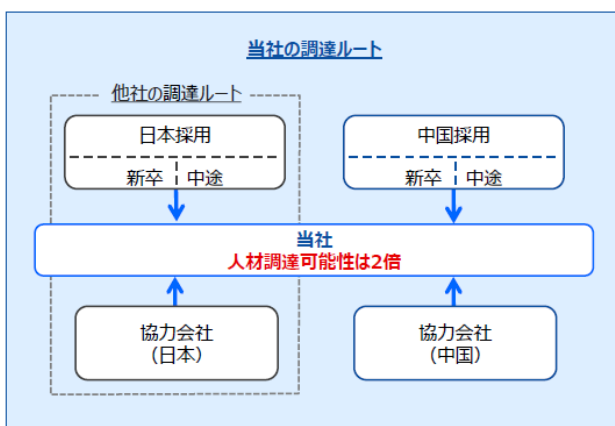 当社の調達ルート
他社の調達ルート
日本採用
新卒 中途
中国採用
新卒 中途
当社
人材調達可能性は2倍
協力会社
(日本)
協力会社
(中国)